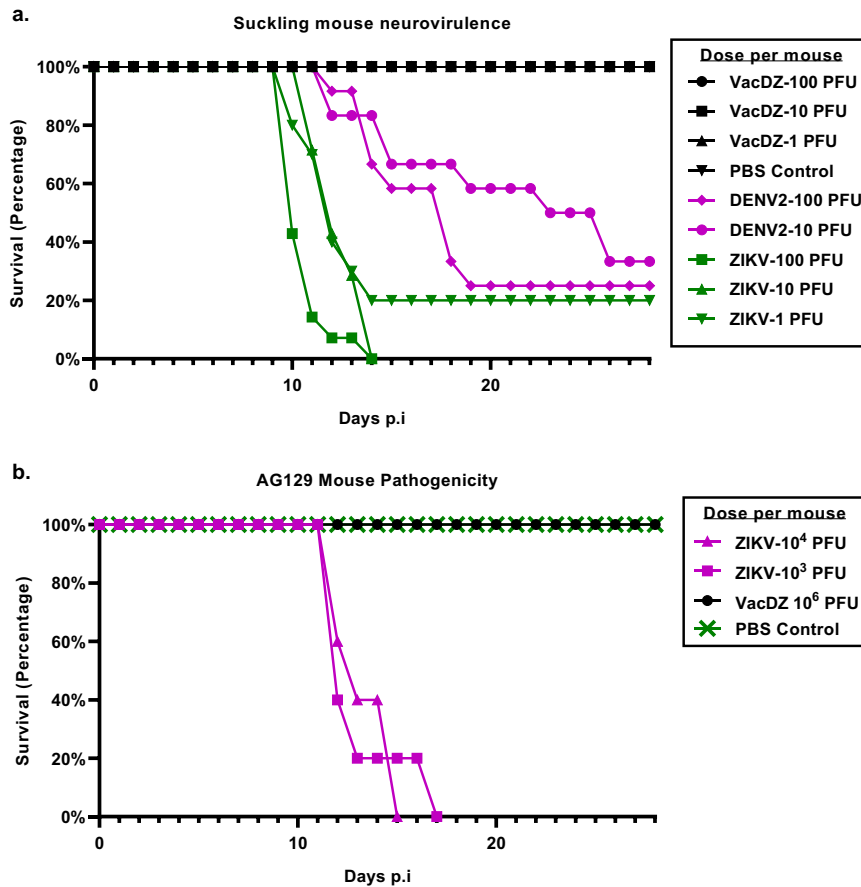 a.
Suckling mouse neurovirulence
100%
80%
60%
40%
20%
0%
Survival (Percentage)
0
10
20
Days p.i
Dose per mouse
VacDZ-100 PFU
VacDZ-10 PFU
VacDZ-1 PFU
PBS Control
DENV2-100 PFU
DENV2-10 PFU
ZIKV-100 PFU
ZIKV-10 PFU
ZIKV-1 PFU
b.
AG129 Mouse Pathogenicity
100%
80%
60%
40%
20%
0%
Survival (Percentage)
0
10
20
Days p.i
Dose per mouse
ZIKV-10⁴ PFU
ZIKV-10³ PFU
VacDZ 10⁶ PFU
PBS Control